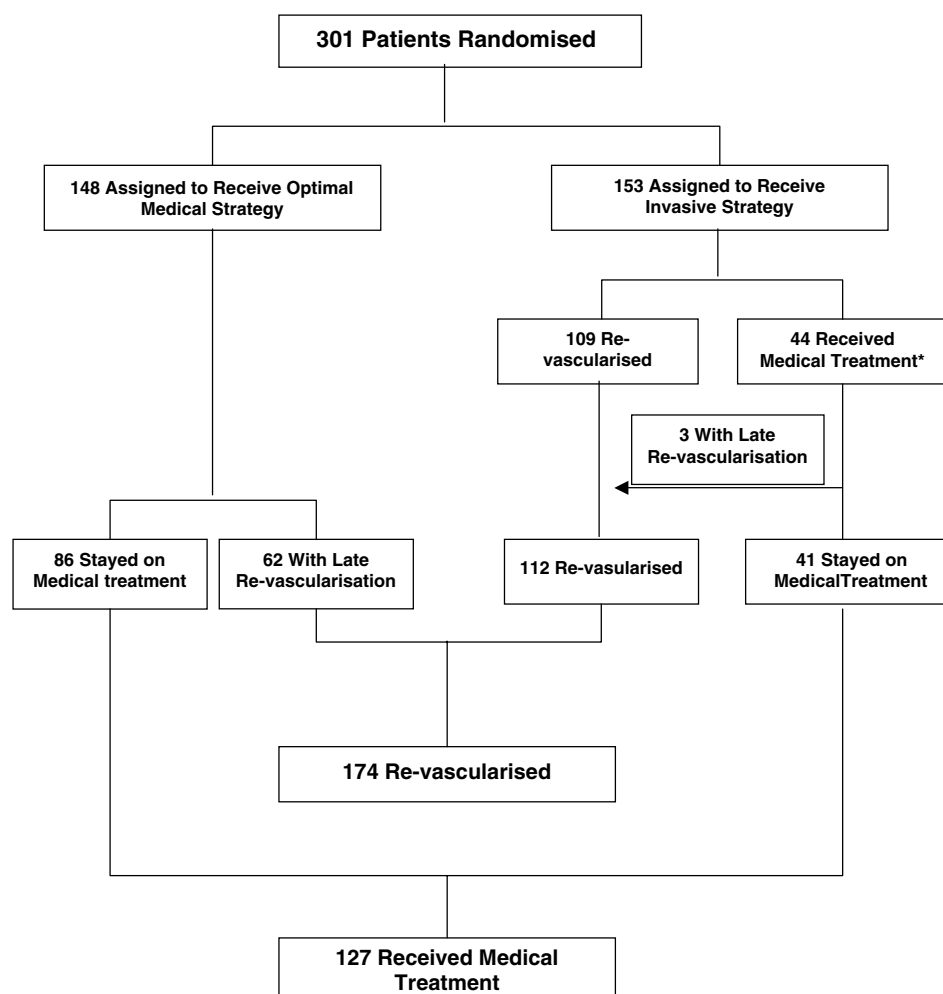 301 Patients Randomised
148 Assigned to Receive Optimal
Medical Strategy
153 Assigned to Receive
Invasive Strategy
109 Re-
vascularised
44 Received
Medical Treatment*
3 With Late
Re-vascularisation
86 Stayed on
Medical treatment
62 With Late
Re-vascularisation
112 Re-vasularised
41 Stayed on
MedicalTreatment
174 Re-vascularised
127 Received Medical
Treatment